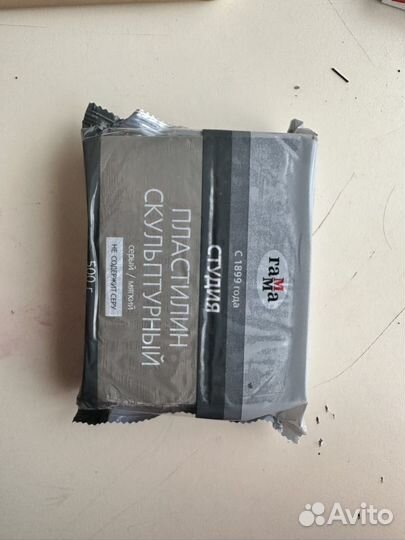 гамма
С 1899 года
СТУДИЯ
ПЛАСТИЛИН
СКУЛЬПТУРНЫЙ
серый / мягкий
НЕ СОДЕРЖИТ СЕРУ
500 г
Avito